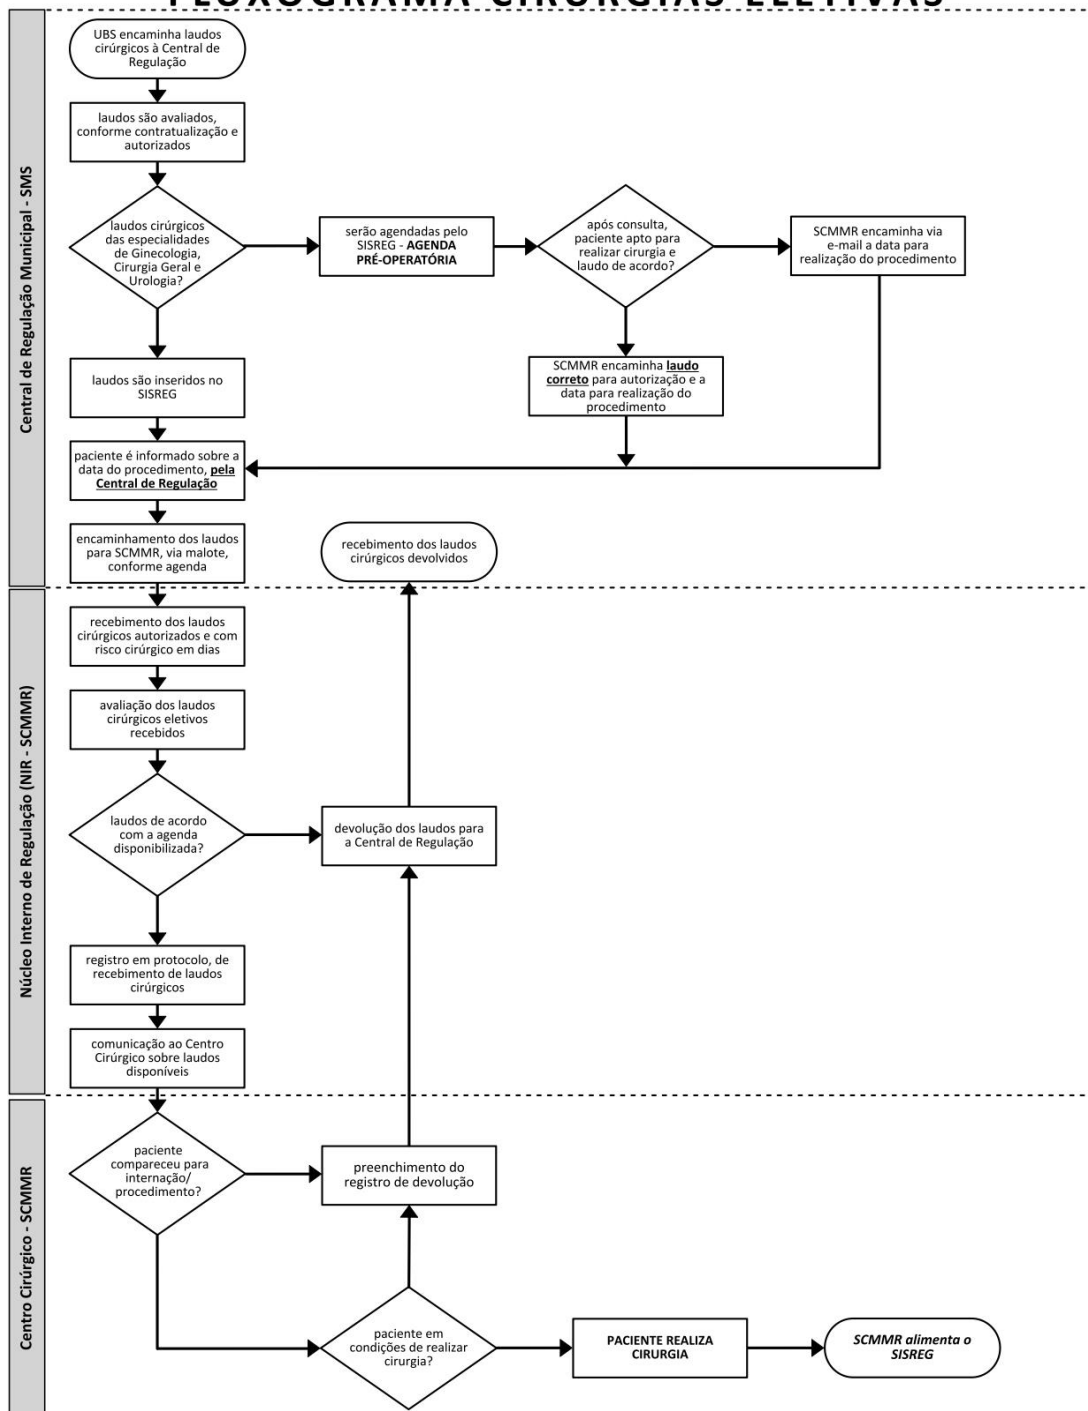 FLUXOGRAMA CIRURGIAS ELETIVAS
Central de Regulação Municipal - SMS
UBS encaminha laudos
cirúrgicos à Central de
Regulação
laudos são avaliados,
conforme contratualização e
autorizados
laudos cirúrgicos
das especialidades
de Ginecologia,
Cirurgia Geral e
Urologia?
serão agendadas pelo
SISREG - AGENDA
PRÉ-OPERATÓRIA
após consulta,
paciente apto para
realizar cirurgia e
laudo de acordo?
SCMMR encaminha via
e-mail a data para
realização do procedimento
laudos são inseridos no
SISREG
SCMMR encaminha laudo
correto para autorização e a
data para realização do
procedimento
paciente é informado sobre a
data do procedimento, pela
Central de Regulação
encaminhamento dos laudos
para SCMMR, via malote,
conforme agenda
recebimento dos laudos
cirúrgicos devolvidos
Núcleo Interno de Regulação (NIR - SCMMR)
recebimento dos laudos
cirúrgicos autorizados e com
risco cirúrgico em dias
avaliação dos laudos
cirúrgicos eletivos
recebidos
laudos de acordo
com a agenda
disponibilizada?
devolução dos laudos para
a Central de Regulação
registro em protocolo, de
recebimento de laudos
cirúrgicos
comunicação ao Centro
Cirúrgico sobre laudos
disponíveis
Centro Cirúrgico - SCMMR
paciente
compareceu para
internação/
procedimento?
preenchimento do
registro de devolução
paciente em
condições de realizar
cirurgia?
PACIENTE REALIZA
CIRURGIA
SCMMR alimenta o
SISREG